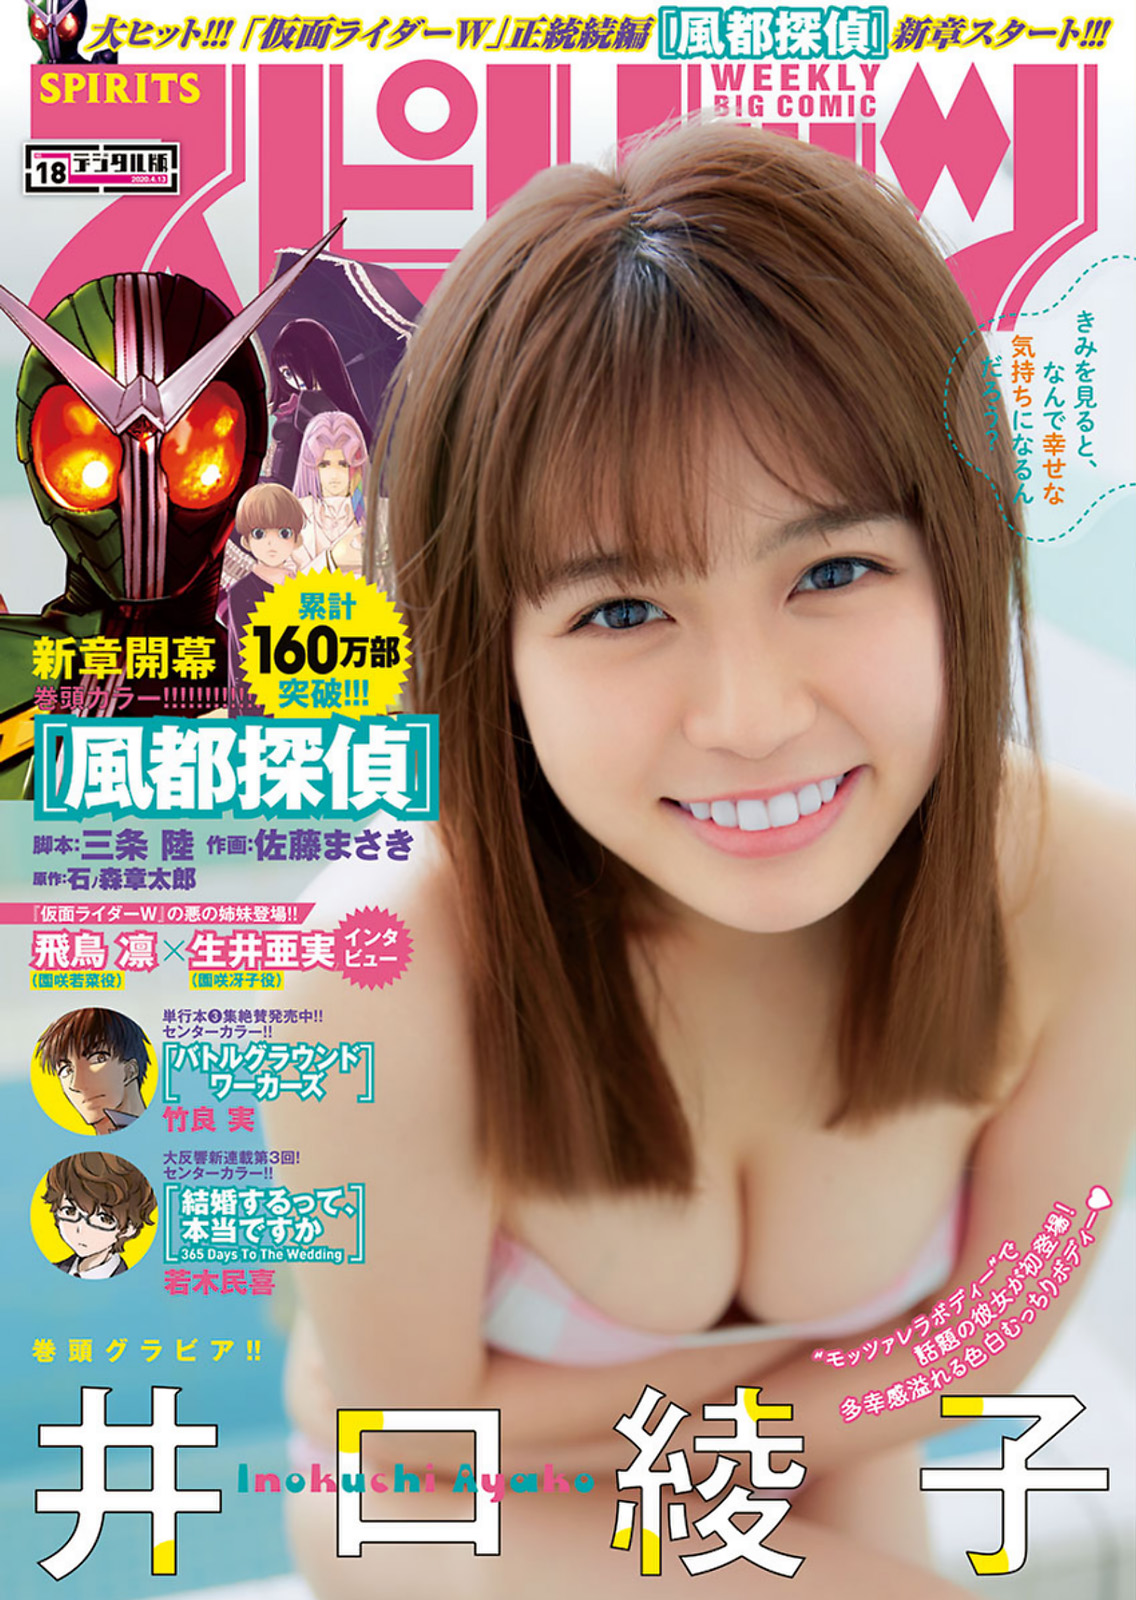 大ヒット!!!「仮面ライダーW」正統続編[風都探偵]新章スタート!!!
SPIRITS
スピリッツ
WEEKLY
BIG COMIC
NO.18 デジタル版
2020.4.13
きみを見ると、
なんで幸せな
気持ちになるん
だろう?
累計
160万部
突破!!!
新章開幕
巻頭カラー!!!!!!!!!!!
[風都探偵]
脚本:三条 陸 作画:佐藤まさき
原作:石ノ森章太郎
『仮面ライダーW』の悪の姉妹登場!!
飛鳥 凛×生井亜実 インタビュー
(園咲若菜役) (園咲冴子役)
単行本❸集絶賛発売中!!
センターカラー!!
[バトルグラウンド
ワーカーズ]
竹良 実
大反響新連載第3回!
センターカラー!!
[結婚するって、
本当ですか
365 Days To The Wedding]
若木民喜
"モッツァレラボディー"で
話題の彼女が初登場!
多幸感溢れる色白むっちりボディー♥
巻頭グラビア!!
井口綾子
Inokuchi Ayako